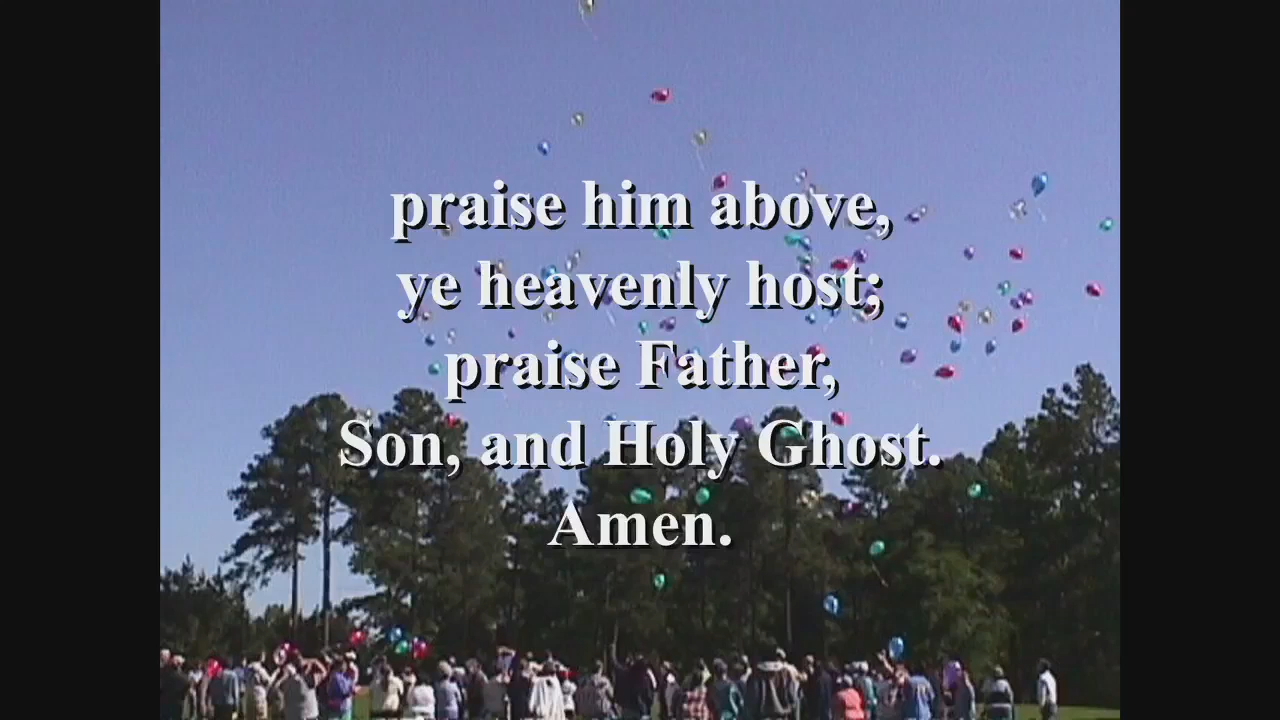 praise him above,
ye heavenly host;
praise Father,
Son, and Holy Ghost.
Amen.